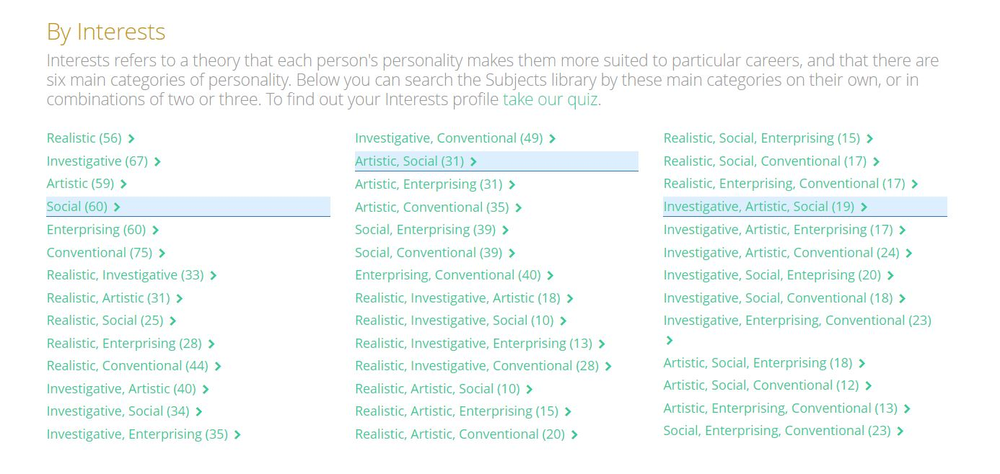 By Interests
Interests refers to a theory that each person's personality makes them more suited to particular careers, and that there are
six main categories of personality. Below you can search the Subjects library by these main categories on their own, or in
combinations of two or three. To find out your Interests profile take our quiz.
Realistic (56)
Investigative (67)
Artistic (59)
Social (60)
Enterprising (60)
Conventional (75)
Realistic, Investigative (33)
Realistic, Artistic (31)
Realistic, Social (25)
Realistic, Enterprising (28)
Realistic, Conventional (44)
Investigative, Artistic (40)
Investigative, Social (34)
Investigative, Enterprising (35)
Investigative, Conventional (49)
Artistic, Social (31)
Artistic, Enterprising (31)
Artistic, Conventional (35)
Social, Enterprising (39)
Social, Conventional (39)
Enterprising, Conventional (40)
Realistic, Investigative, Artistic (18)
Realistic, Investigative, Social (10)
Realistic, Investigative, Enterprising (13)
Realistic, Investigative, Conventional (28)
Realistic, Artistic, Social (10)
Realistic, Artistic, Enterprising (15)
Realistic, Artistic, Conventional (20)
Realistic, Social, Enterprising (15)
Realistic, Social, Conventional (17)
Realistic, Enterprising, Conventional (17)
Investigative, Artistic, Social (19)
Investigative, Artistic, Enterprising (17)
Investigative, Artistic, Conventional (24)
Investigative, Social, Enteprising (20)
Investigative, Social, Conventional (18)
Investigative, Enterprising, Conventional (23)
Artistic, Social, Enterprising (18)
Artistic, Social, Conventional (12)
Artistic, Enterprising, Conventional (13)
Social, Enterprising, Conventional (23)